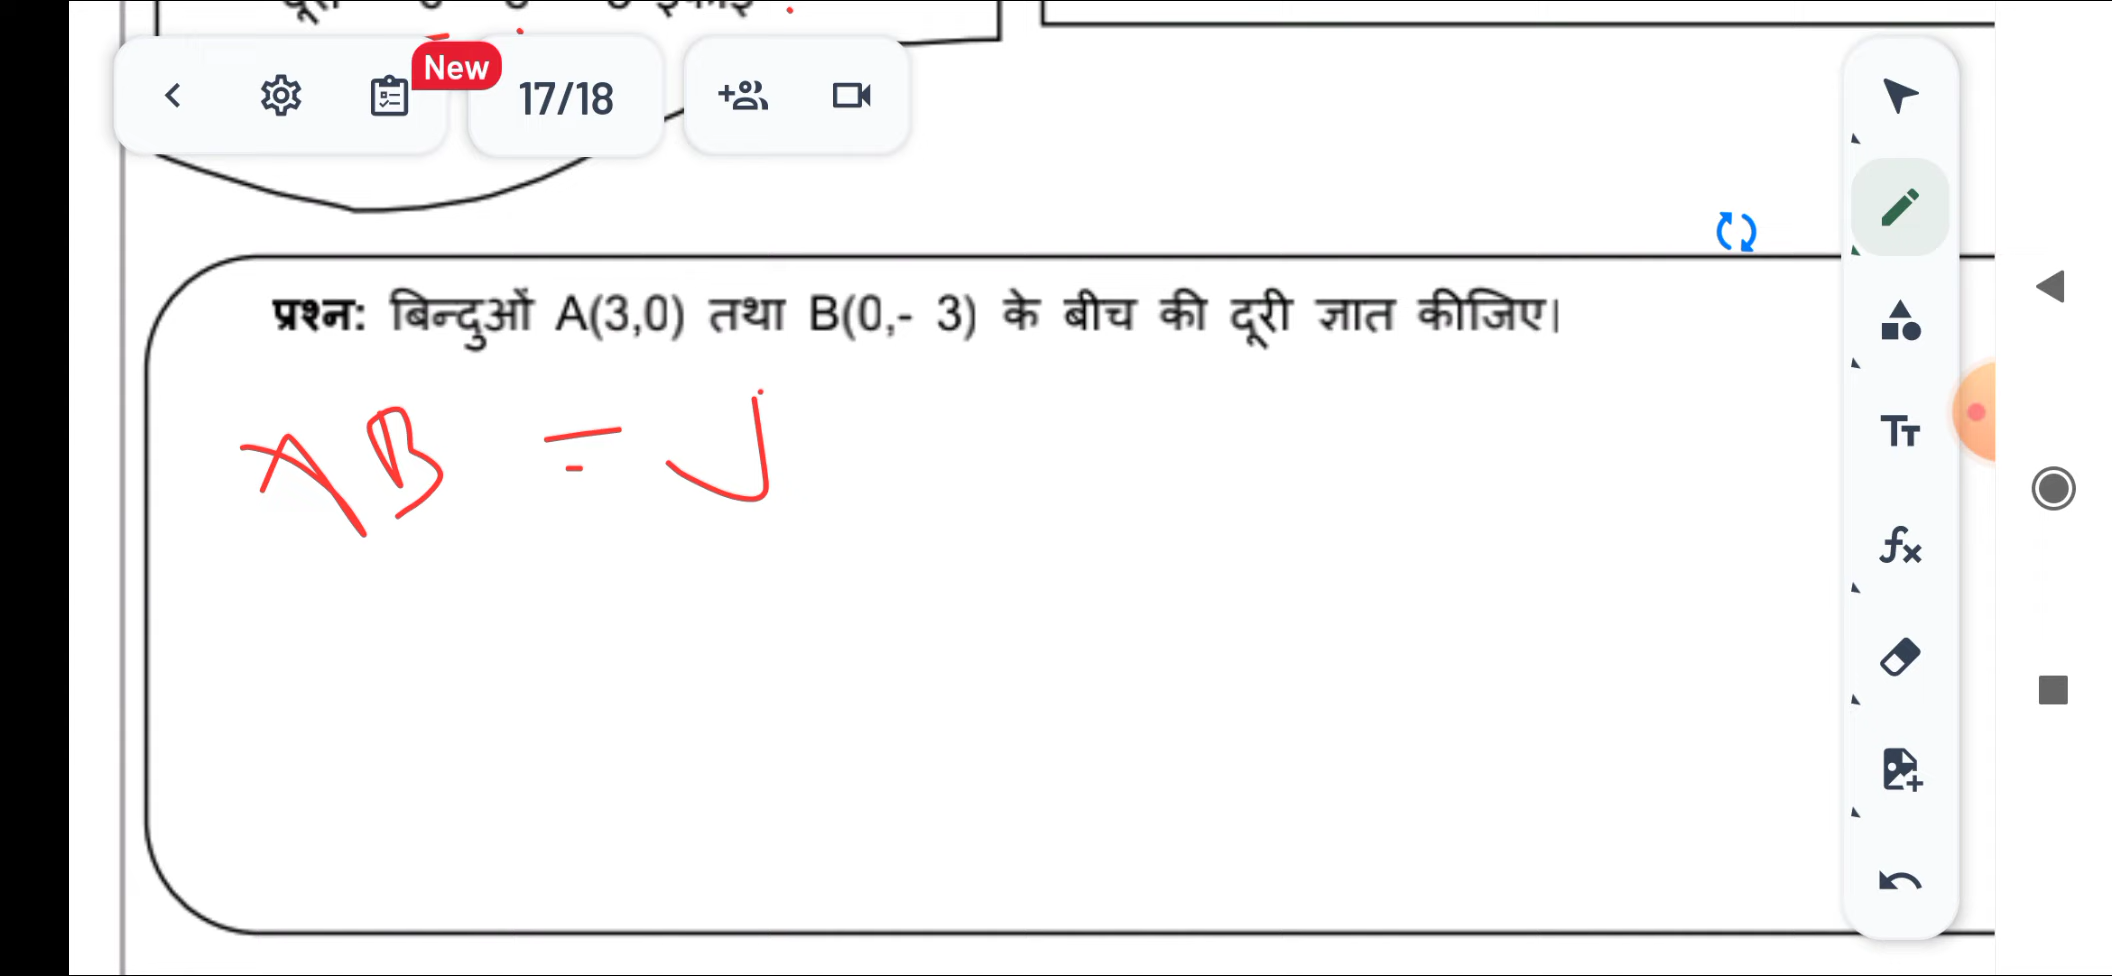 New
17/18
प्रश्न: बिन्दुओं A(3,0) तथा B(0,- 3) के बीच की दूरी ज्ञात कीजिए।
AB = √